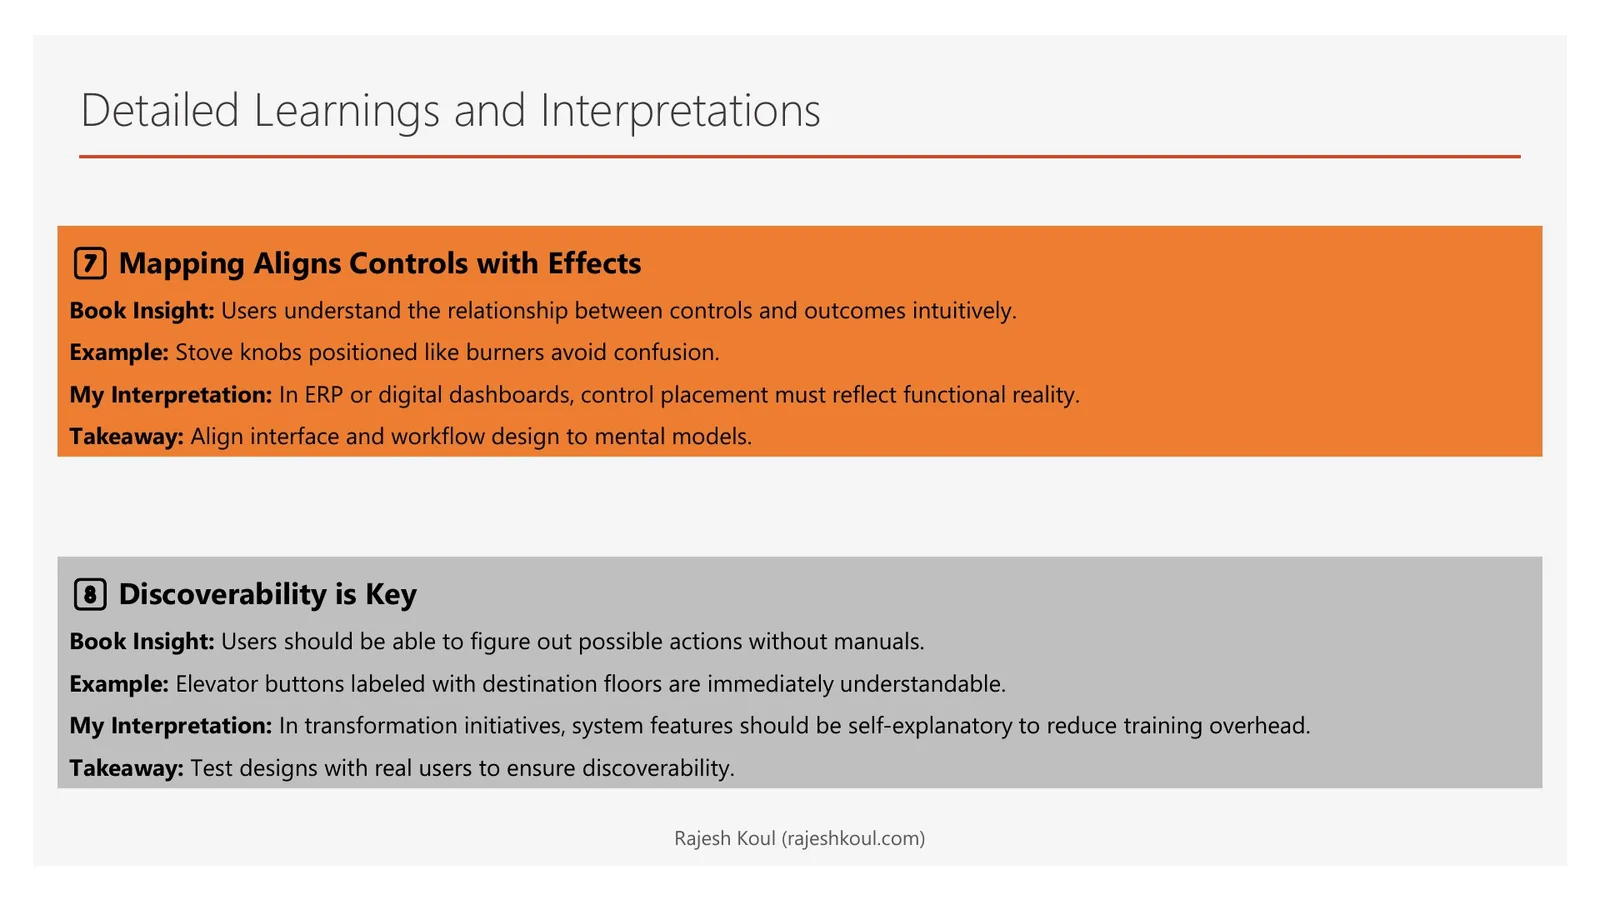 Detailed Learnings and Interpretations
7 Mapping Aligns Controls with Effects
Book Insight: Users understand the relationship between controls and outcomes intuitively.
Example: Stove knobs positioned like burners avoid confusion.
My Interpretation: In ERP or digital dashboards, control placement must reflect functional reality.
Takeaway: Align interface and workflow design to mental models.
8 Discoverability is Key
Book Insight: Users should be able to figure out possible actions without manuals.
Example: Elevator buttons labeled with destination floors are immediately understandable.
My Interpretation: In transformation initiatives, system features should be self-explanatory to reduce training overhead.
Takeaway: Test designs with real users to ensure discoverability.
Rajesh Koul (rajeshkoul.com)